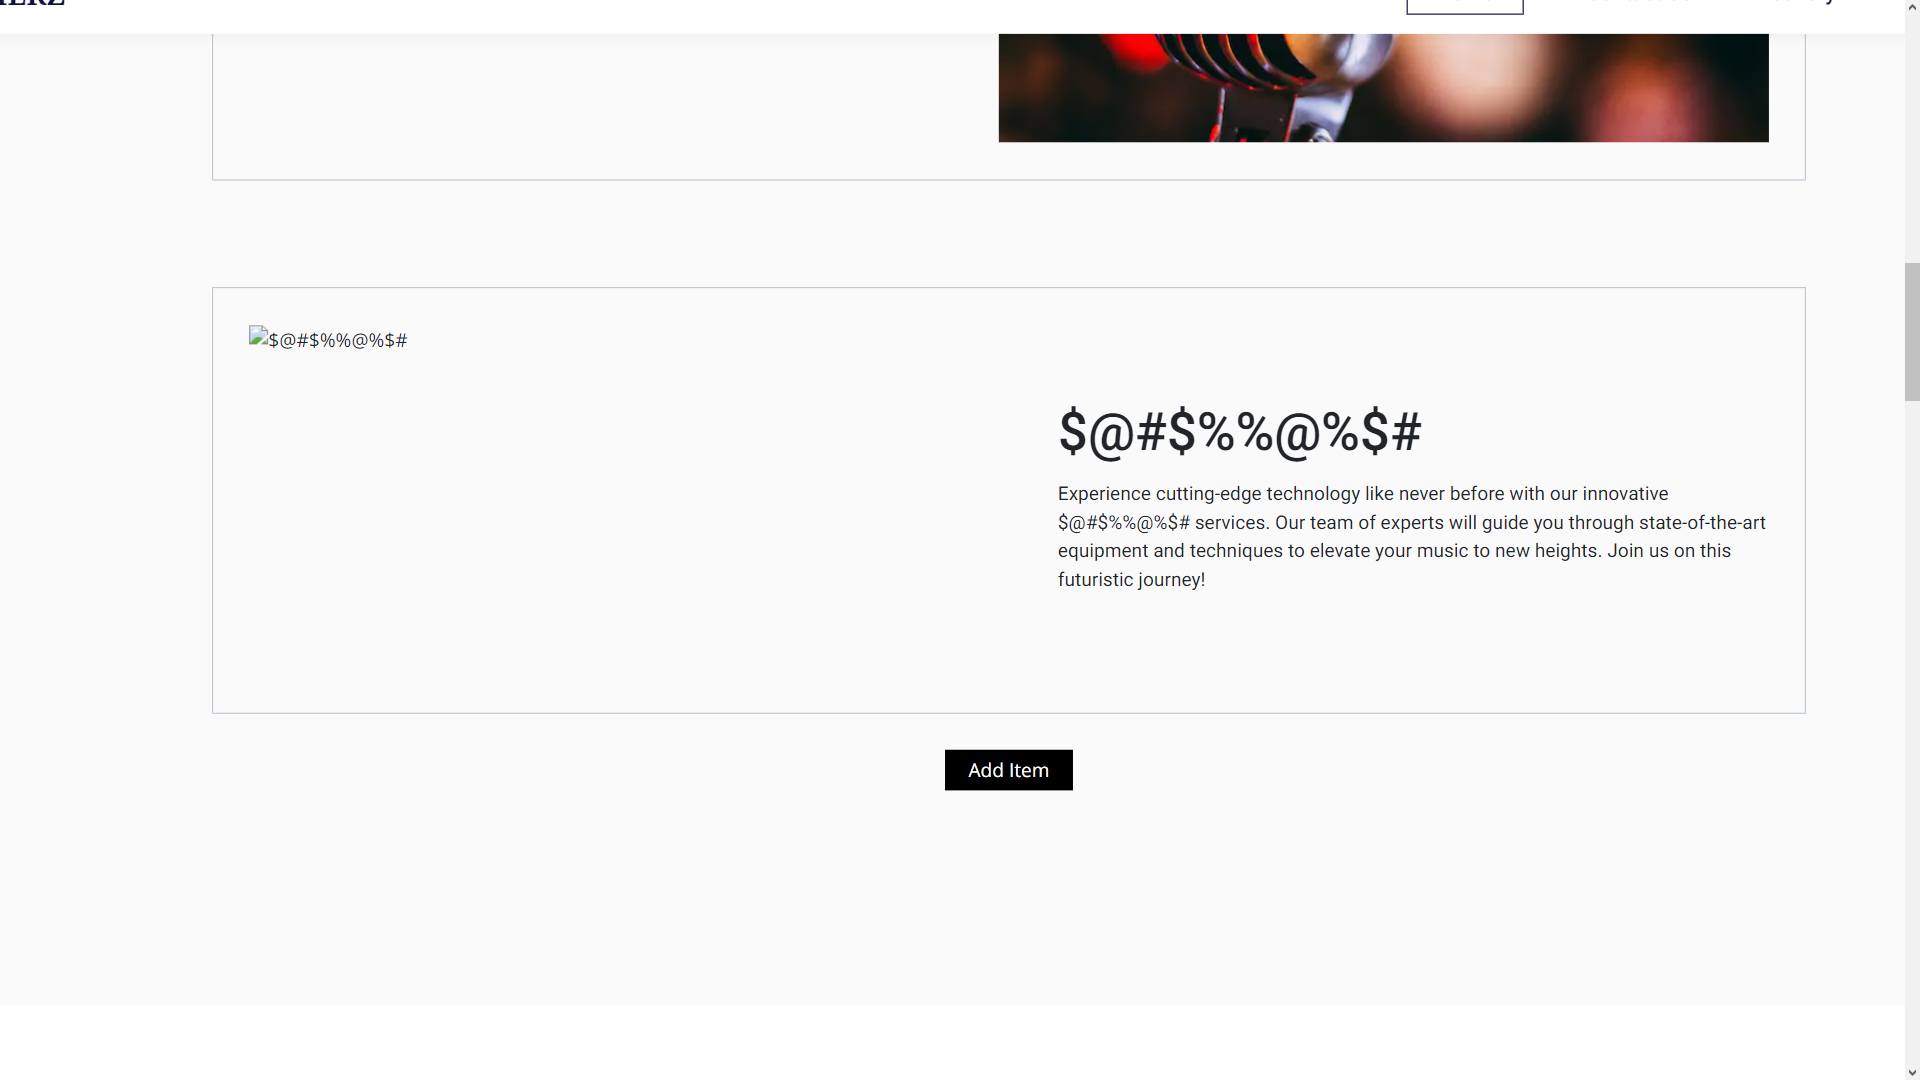 $@#$%%@%$#
$@#$%%@%$#
Experience cutting-edge technology like never before with our innovative
$@#$%%@%$# services. Our team of experts will guide you through state-of-the-art
equipment and techniques to elevate your music to new heights. Join us on this
futuristic journey!
Add Item